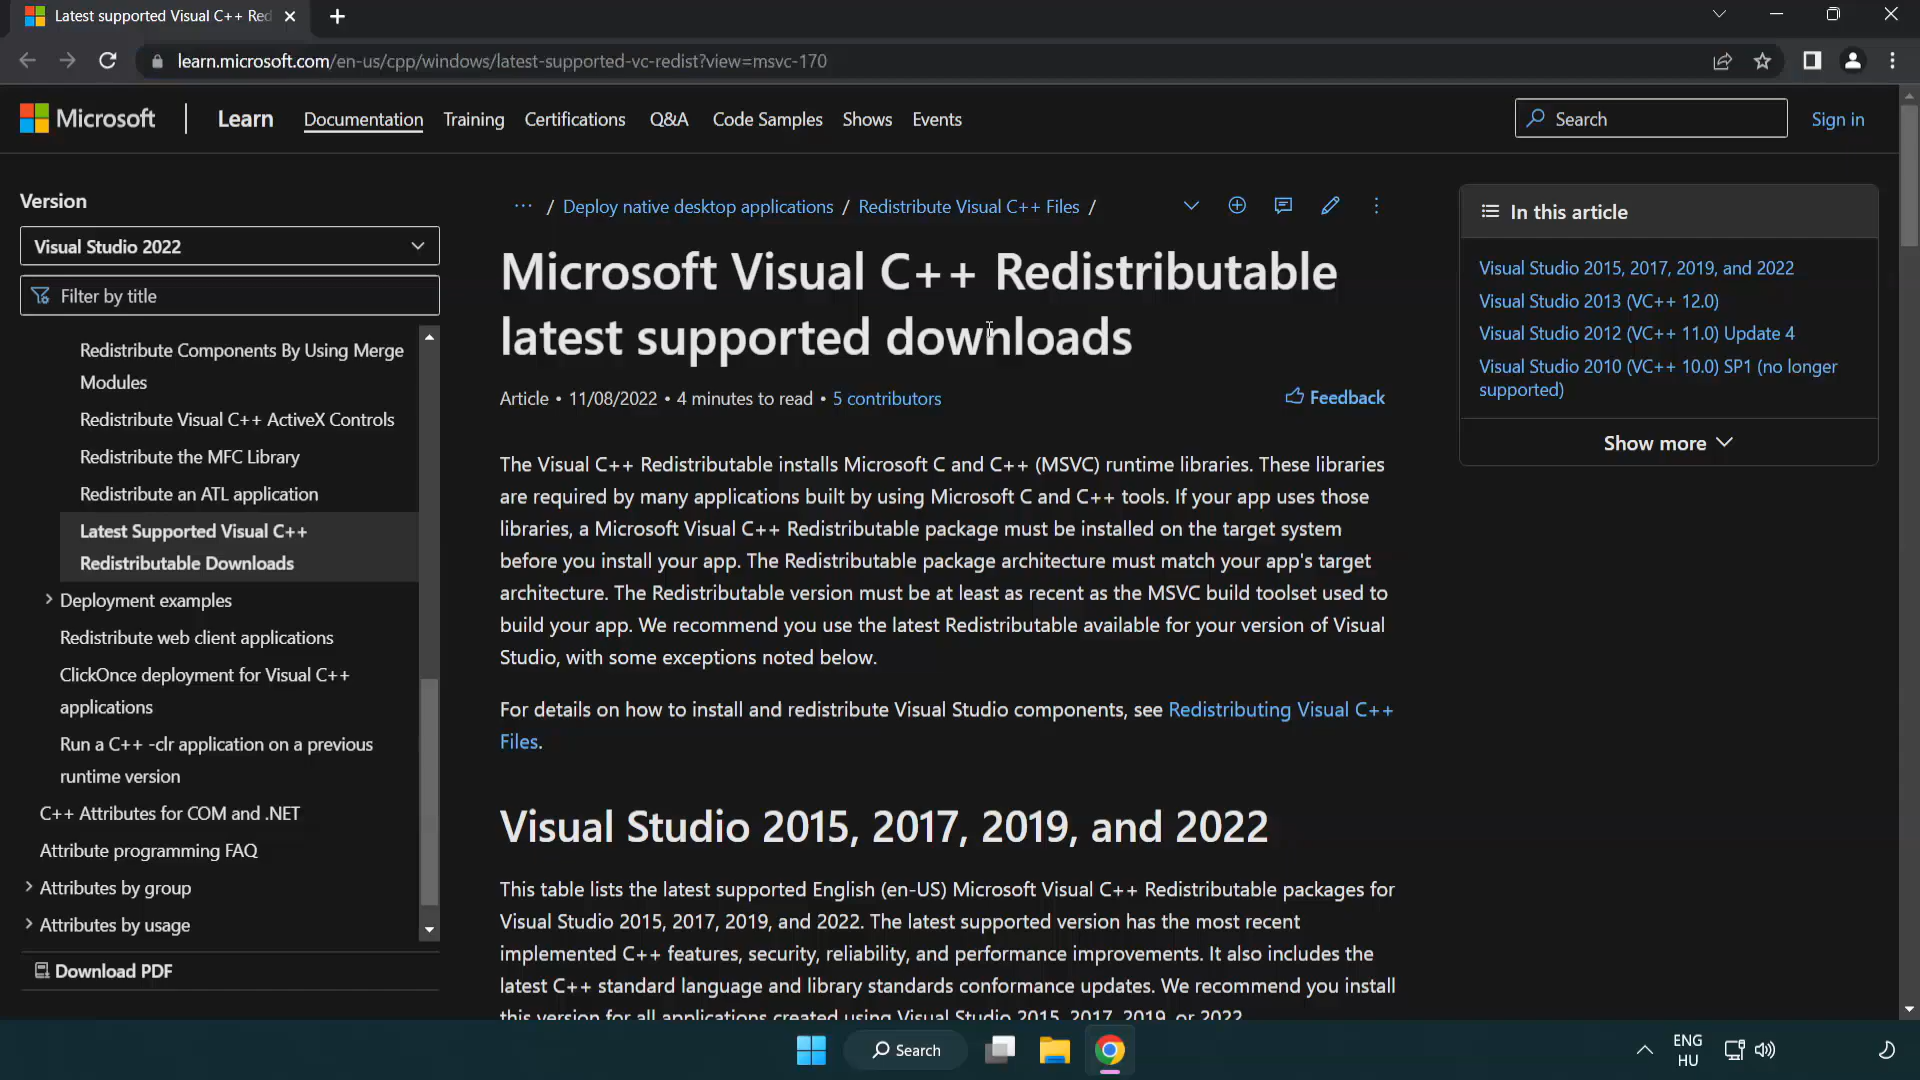 Latest supported Visual C++ Red
learn.microsoft.com/en-us/cpp/windows/latest-supported-vc-redist?view=msvc-170
Microsoft
Learn
Documentation
Training
Certifications
Q&A
Code Samples
Shows
Events
Search
Sign in
Version
Visual Studio 2022
Filter by title
Redistribute Components By Using Merge
Modules
Redistribute Visual C++ ActiveX Controls
Redistribute the MFC Library
Redistribute an ATL application
Latest Supported Visual C++
Redistributable Downloads
Deployment examples
Redistribute web client applications
ClickOnce deployment for Visual C++
applications
Run a C++ -clr application on a previous
runtime version
C++ Attributes for COM and .NET
Attribute programming FAQ
Attributes by group
Attributes by usage
Download PDF
··· / Deploy native desktop applications / Redistribute Visual C++ Files /
Microsoft Visual C++ Redistributable
latest supported downloads
Article • 11/08/2022 • 4 minutes to read • 5 contributors
Feedback
The Visual C++ Redistributable installs Microsoft C and C++ (MSVC) runtime libraries. These libraries
are required by many applications built by using Microsoft C and C++ tools. If your app uses those
libraries, a Microsoft Visual C++ Redistributable package must be installed on the target system
before you install your app. The Redistributable package architecture must match your app's target
architecture. The Redistributable version must be at least as recent as the MSVC build toolset used to
build your app. We recommend you use the latest Redistributable available for your version of Visual
Studio, with some exceptions noted below.
For details on how to install and redistribute Visual Studio components, see Redistributing Visual C++
Files.
Visual Studio 2015, 2017, 2019, and 2022
This table lists the latest supported English (en-US) Microsoft Visual C++ Redistributable packages for
Visual Studio 2015, 2017, 2019, and 2022. The latest supported version has the most recent
implemented C++ features, security, reliability, and performance improvements. It also includes the
latest C++ standard language and library standards conformance updates. We recommend you install
this version for all applications created using Visual Studio 2015, 2017, 2019, or 2022.
In this article
Visual Studio 2015, 2017, 2019, and 2022
Visual Studio 2013 (VC++ 12.0)
Visual Studio 2012 (VC++ 11.0) Update 4
Visual Studio 2010 (VC++ 10.0) SP1 (no longer
supported)
Show more
Search
ENG
HU